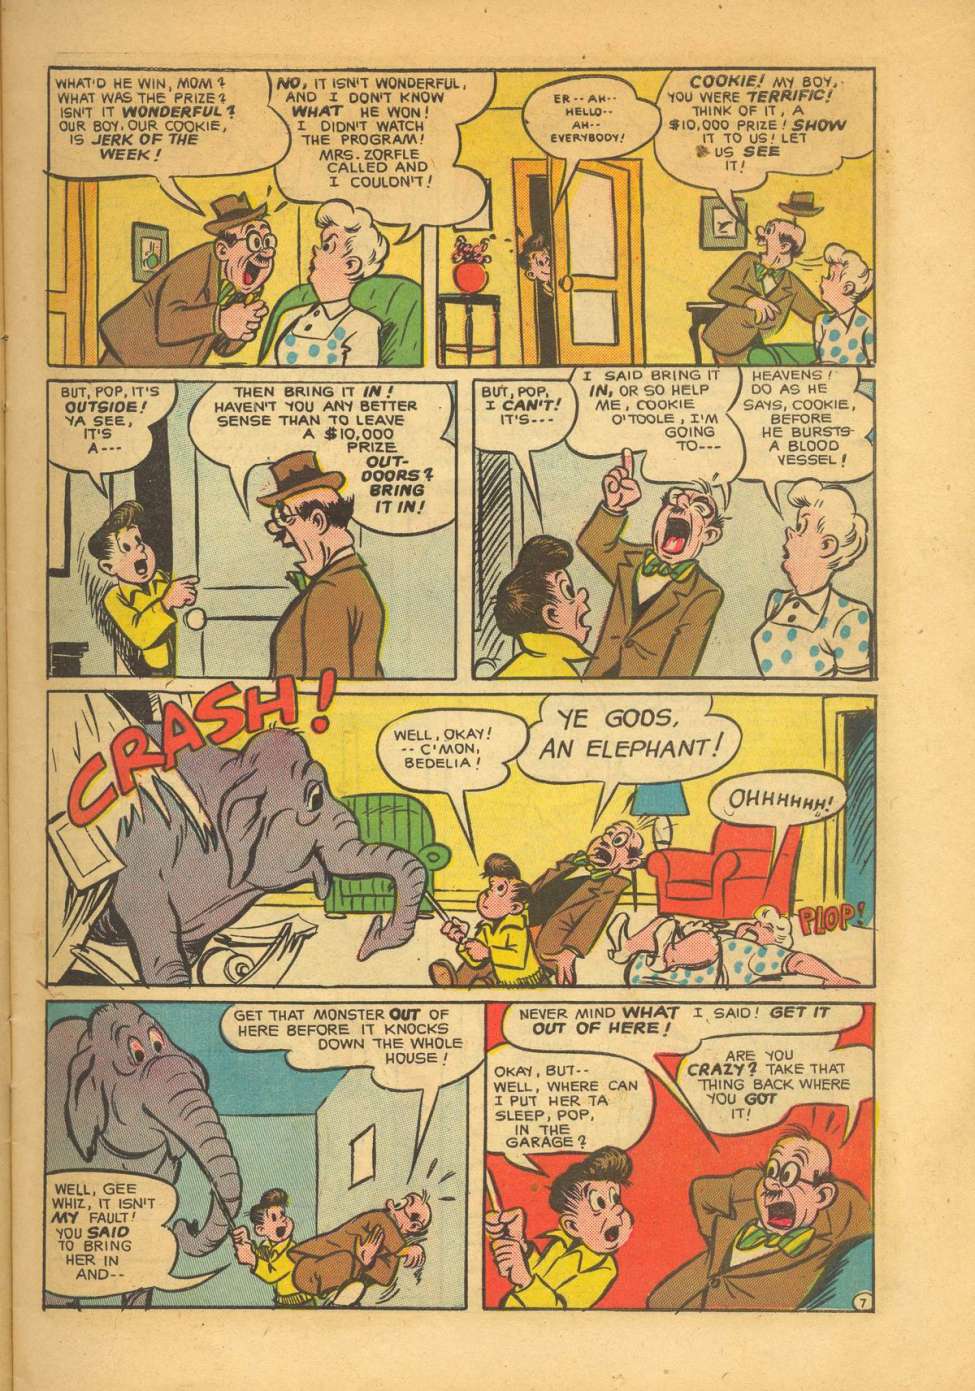 WHAT'D HE WIN, MOM?
WHAT WAS THE PRIZE?
ISN'T IT WONDERFUL?
OUR BOY, OUR COOKIE,
IS JERK OF THE
WEEK!
NO, IT ISN'T WONDERFUL,
AND I DON'T KNOW
WHAT HE WON!
I DIDN'T WATCH
THE PROGRAM!
MRS. ZORFLE
CALLED AND
I COULDN'T!
ER--AH--
HELLO--
AH--
EVERYBODY!
COOKIE! MY BOY,
YOU WERE TERRIFIC!
THINK OF IT, A
$10,000 PRIZE! SHOW
IT TO US! LET
US SEE
IT!
BUT, POP, IT'S
OUTSIDE!
YA SEE,
IT'S
A---
THEN BRING IT IN!
HAVEN'T YOU ANY BETTER
SENSE THAN TO LEAVE
A $10,000
PRIZE
OUT-
DOORS?
BRING
IT IN!
BUT, POP,
I CAN'T!
IT'S---
I SAID BRING IT
IN, OR SO HELP
ME, COOKIE
O'TOOLE, I'M
GOING
TO---
HEAVENS!
DO AS HE
SAYS, COOKIE,
BEFORE
HE BURSTS
A BLOOD
VESSEL!
CRASH!
WELL, OKAY!
-- C'MON,
BEDELIA!
YE GODS,
AN ELEPHANT!
OHHHHHH!
PLOP!
GET THAT MONSTER OUT OF
HERE BEFORE IT KNOCKS
DOWN THE WHOLE
HOUSE!
WELL, GEE
WHIZ, IT ISN'T
MY FAULT!
YOU SAID
TO BRING
HER IN
AND--
NEVER MIND WHAT I SAID! GET IT
OUT OF HERE!
OKAY, BUT--
WELL, WHERE CAN
I PUT HER TA
SLEEP, POP,
IN THE
GARAGE?
ARE YOU
CRAZY? TAKE THAT
THING BACK WHERE
YOU GOT
IT!
7